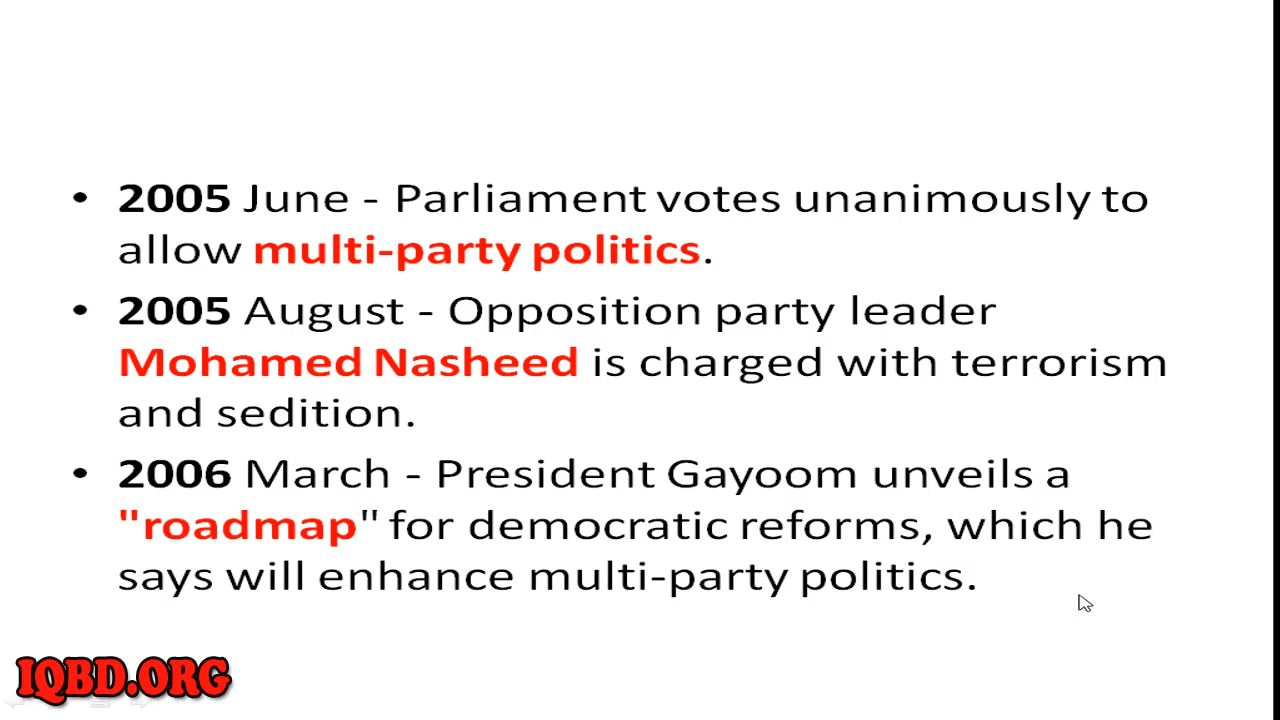 • 2005 June - Parliament votes unanimously to
allow multi-party politics.
• 2005 August - Opposition party leader
Mohamed Nasheed is charged with terrorism
and sedition.
• 2006 March - President Gayoom unveils a
"roadmap" for democratic reforms, which he
says will enhance multi-party politics.
IQBD.ORG